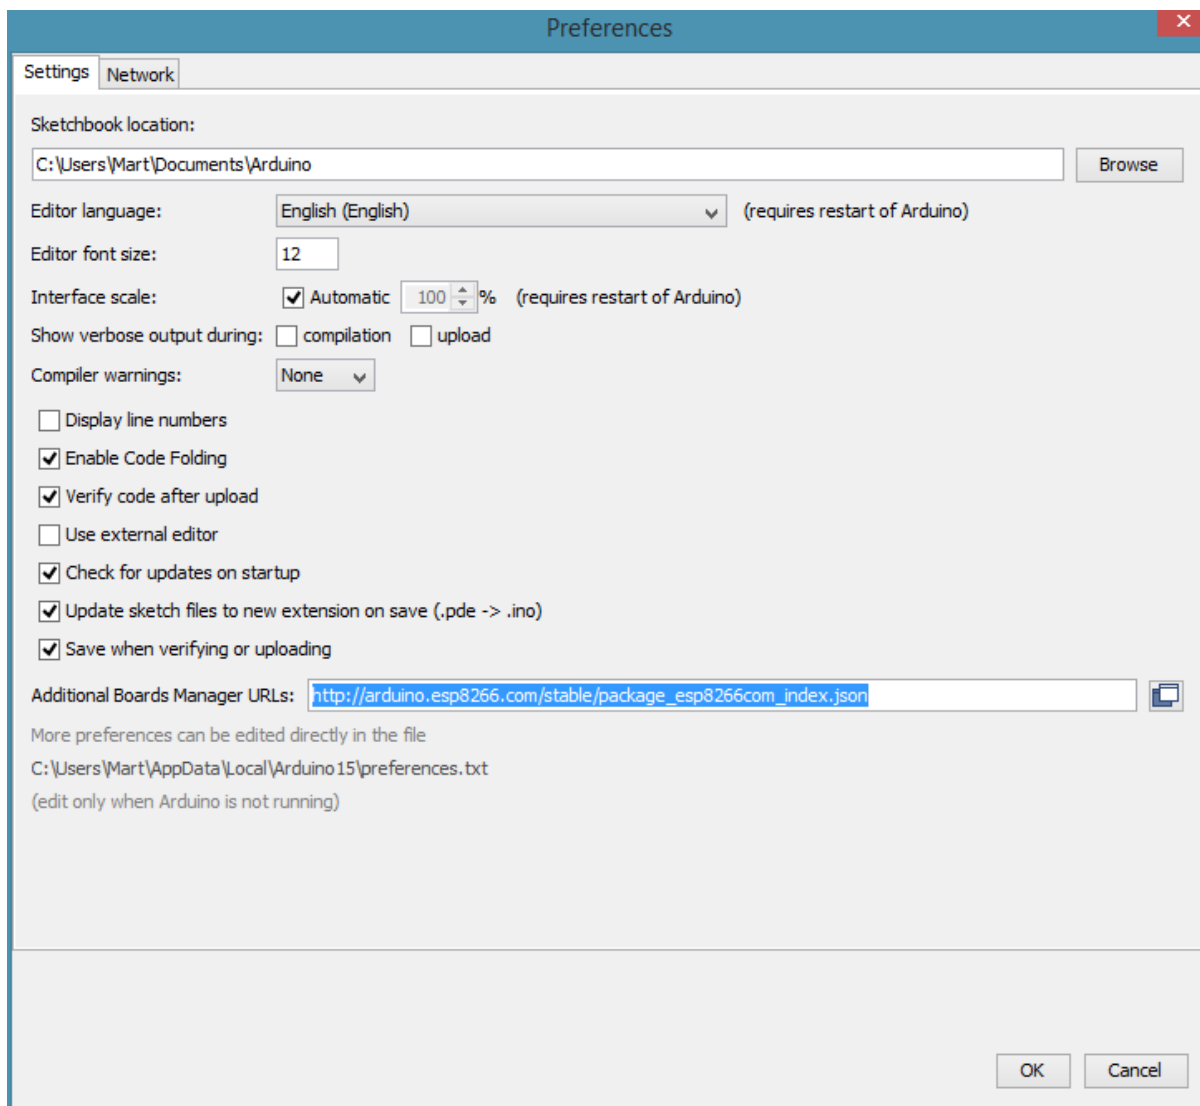 Preferences
Settings Network
Sketchbook location:
C:\Users\Mart\Documents\Arduino Browse
Editor language: English (English) (requires restart of Arduino)
Editor font size: 12
Interface scale: Automatic 100 % (requires restart of Arduino)
Show verbose output during: compilation upload
Compiler warnings: None
Display line numbers
Enable Code Folding
Verify code after upload
Use external editor
Check for updates on startup
Update sketch files to new extension on save (.pde -> .ino)
Save when verifying or uploading
Additional Boards Manager URLs: http://arduino.esp8266.com/stable/package_esp8266com_index.json
More preferences can be edited directly in the file
C:\Users\Mart\AppData\Local\Arduino15\preferences.txt
(edit only when Arduino is not running)
OK Cancel